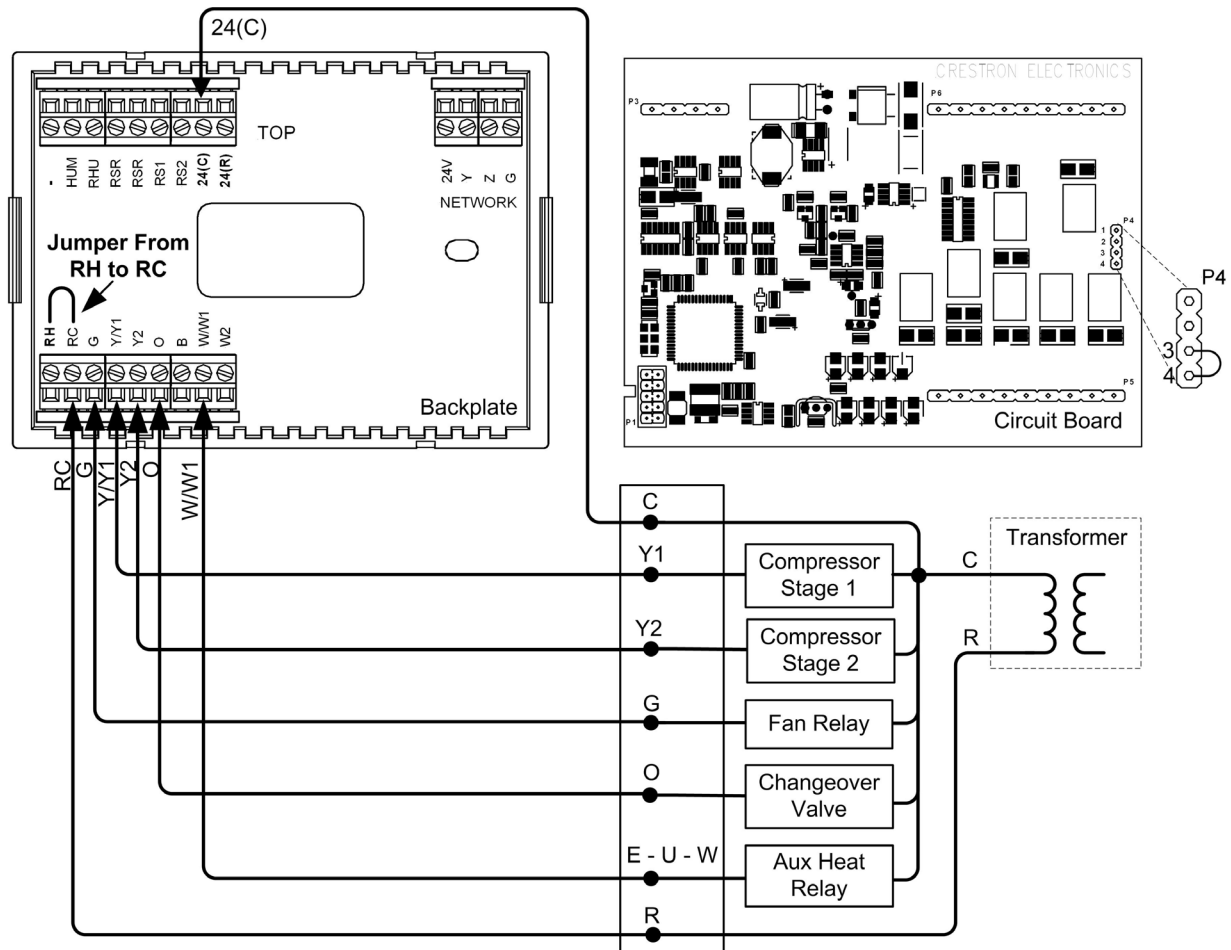 24(C)
TOP
-
HUM
RHU
RSR
RSR
RS1
RS2
24(C)
24(R)
24V
Y
Z
G
NETWORK
Jumper From
RH to RC
RH
RC
G
Y/Y1
Y2
O
B
W/W1
W2
Backplate
RC
G
Y/Y1
Y2
O
W/W1
CRESTRON ELECTRONICS
P3
P6
P4
1
2
3
4
P1
P5
Circuit Board
P4
3
4
C
Y1
Compressor
Stage 1
Y2
Compressor
Stage 2
G
Fan Relay
O
Changeover
Valve
E - U - W
Aux Heat
Relay
R
C
R
Transformer